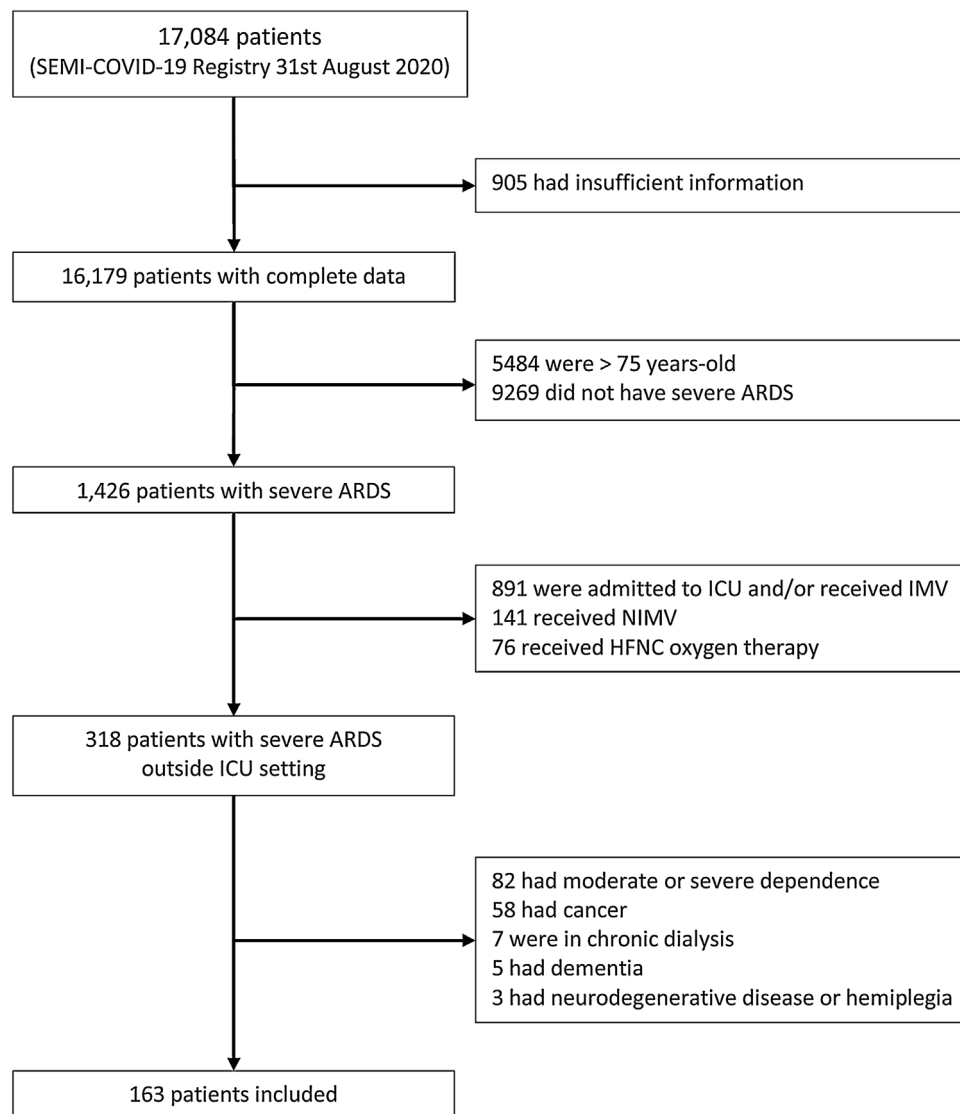 17,084 patients
(SEMI-COVID-19 Registry 31st August 2020)
905 had insufficient information
16,179 patients with complete data
5484 were > 75 years-old
9269 did not have severe ARDS
1,426 patients with severe ARDS
891 were admitted to ICU and/or received IMV
141 received NIMV
76 received HFNC oxygen therapy
318 patients with severe ARDS
outside ICU setting
82 had moderate or severe dependence
58 had cancer
7 were in chronic dialysis
5 had dementia
3 had neurodegenerative disease or hemiplegia
163 patients included